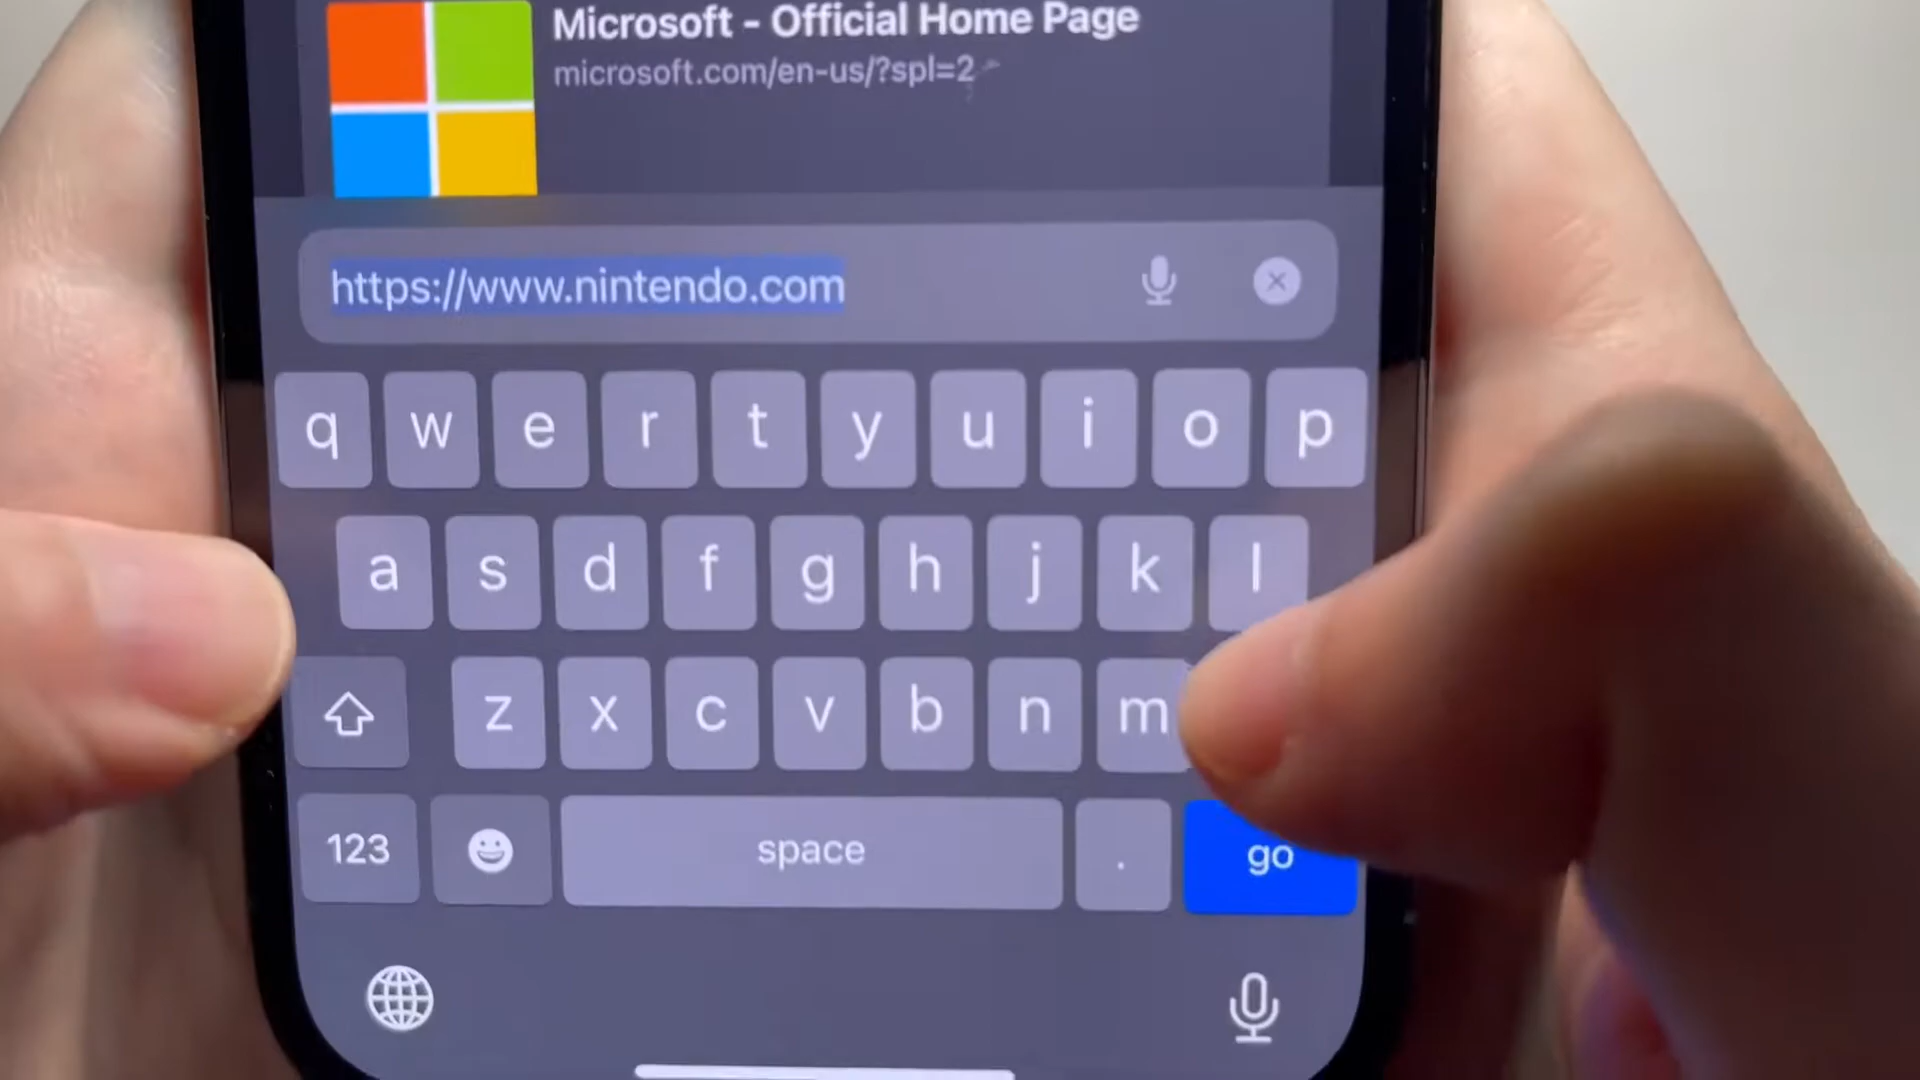 Microsoft - Official Home Page
microsoft.com/en-us/?spl=2
https://www.nintendo.com
q w e r t y u i o p
a s d f g h j k l
z x c v b n m
123 space . go